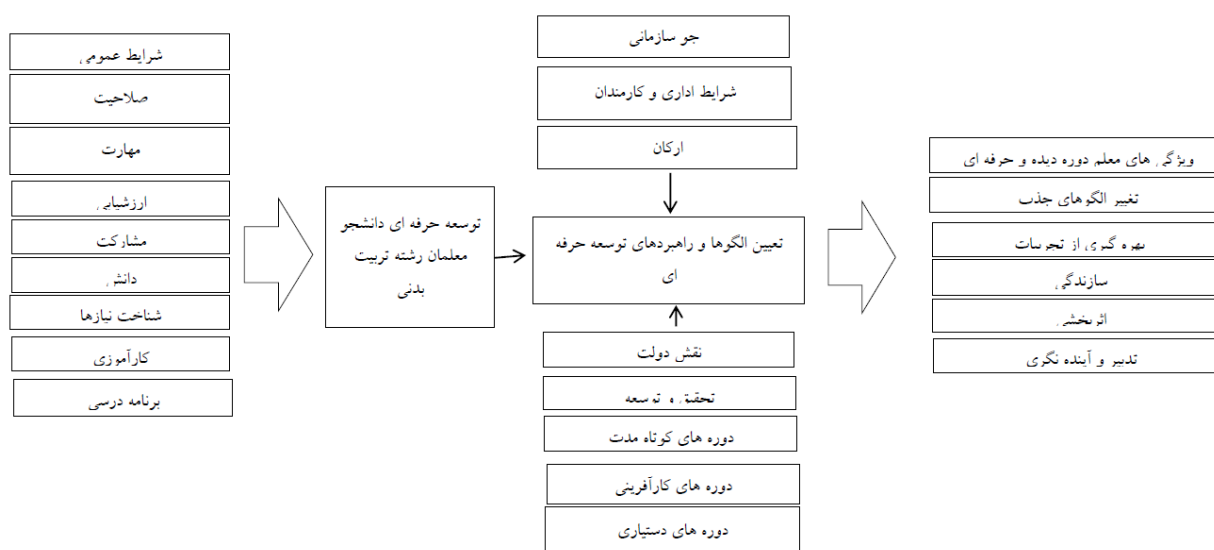 شرایط عمومی
صلاحیت
مهارت
ارزشیابی
مشارکت
دانش
شناخت نیازها
کارآموزی
برنامه درسی
توسعه حرفه ای دانشجو
معلمان رشته تربیت
بدنی
جو سازمانی
شرایط اداری و کارمندان
ارکان
تعیین الگوها و راهبردهای توسعه حرفه
ای
نقش دولت
تحقیق و توسعه
دوره های کوتاه مدت
دوره های کارآفرینی
دوره های دستیاری
ویژگی های معلم دوره دیده و حرفه ای
تغییر الگوهای جذب
بهره گیری از تجربیات
سازندگی
اثربخشی
تدبیر و آینده نگری